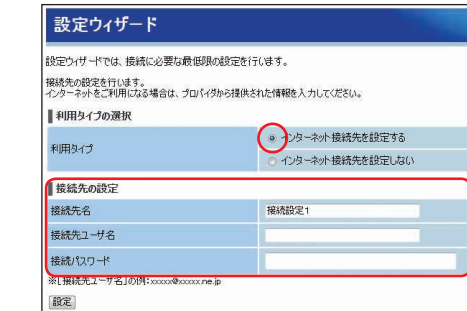 設定ウィザード
設定ウィザードでは、接続に必要な最低限の設定を行います。
接続先の設定を行います。
インターネットをご利用になる場合は、プロバイダから提供された情報を入力してください。
利用タイプの選択
利用タイプ
インターネット接続先を設定する
インターネット接続先を設定しない
接続先の設定
接続先名 接続設定1
接続先ユーザ名
接続パスワード
※「接続先ユーザ名」の例：xxxxx@xxxxx.ne.jp
設定